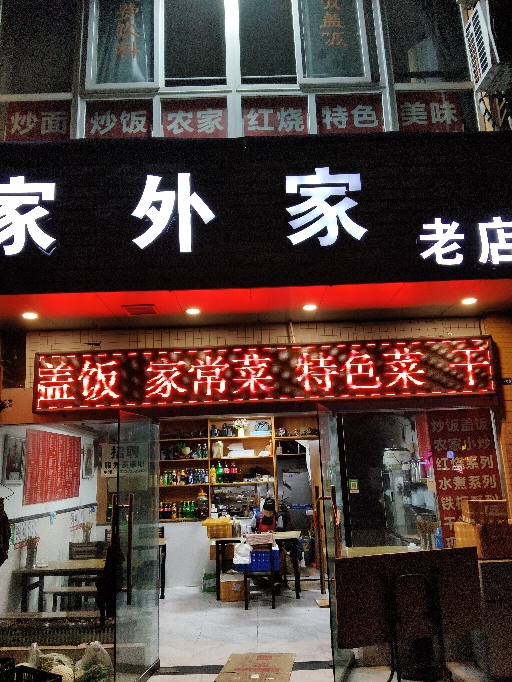 炒面 炒饭 农家 红烧 特色 美味
家外家
老店
盖饭 家常菜 特色菜 干
招聘
炒饭盖饭
农家小炒
红烧系列
水煮系列